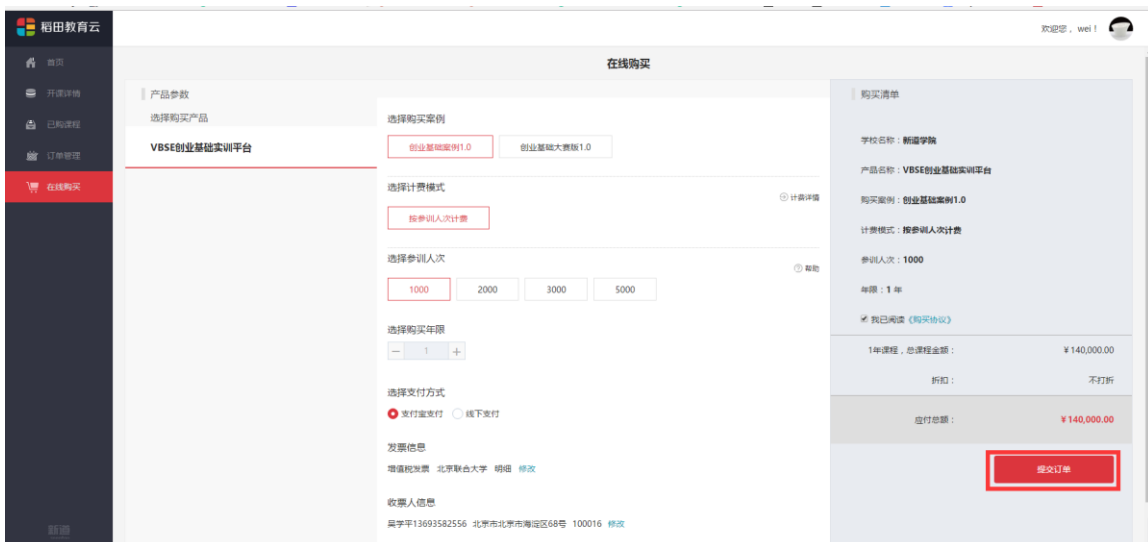 稻田教育云
欢迎您，wei！
首页
开课详情
已购课程
订单管理
在线购买
新道
在线购买
产品参数
选择购买产品
VBSE创业基础实训平台
选择购买案例
创业基础案例1.0 创业基础大赛版1.0
选择计费模式
计费详情
按参训人次计费
选择参训人次
帮助
1000 2000 3000 5000
选择购买年限
- 1 +
选择支付方式
支付宝支付 线下支付
发票信息
增值税发票 北京联合大学 明细 修改
收票人信息
吴学平13693582556 北京市北京市海淀区68号 100016 修改
购买清单
学校名称：新道学院
产品名称：VBSE创业基础实训平台
购买案例：创业基础案例1.0
计费模式：按参训人次计费
参训人次：1000
年限：1 年
我已阅读《购买协议》
1年课程，总课程金额： ￥140,000.00
折扣： 不打折
应付总额： ￥140,000.00
提交订单